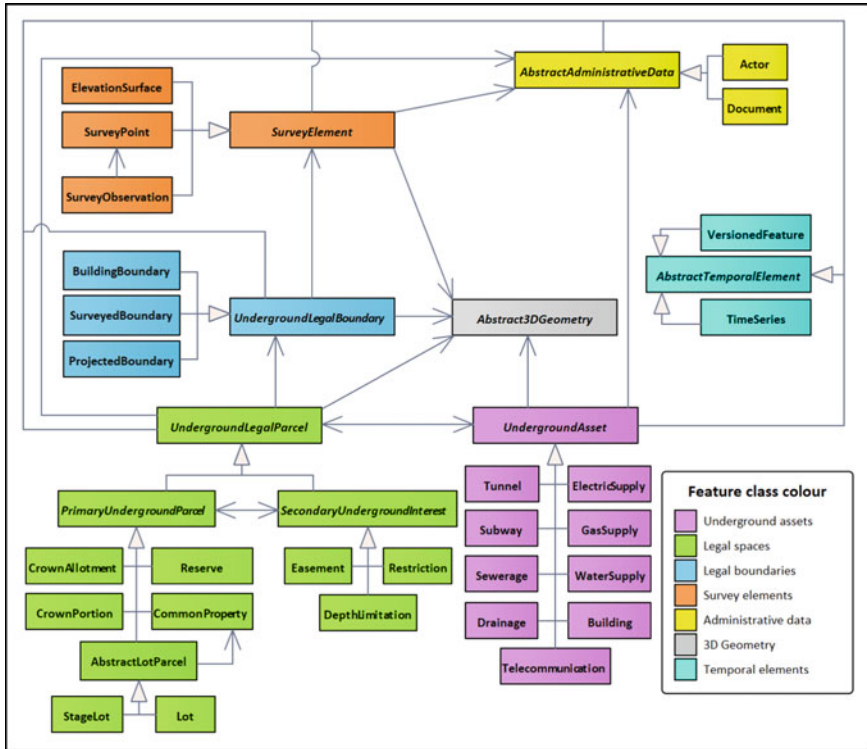 AbstractAdministrativeData
Actor
Document
ElevationSurface
SurveyPoint
SurveyElement
SurveyObservation
VersionedFeature
AbstractTemporalElement
TimeSeries
BuildingBoundary
SurveyedBoundary
UndergroundLegalBoundary
Abstract3DGeometry
ProjectedBoundary
UndergroundLegalParcel
UndergroundAsset
PrimaryUndergroundParcel
SecondaryUndergroundInterest
CrownAllotment
Reserve
CrownPortion
CommonProperty
AbstractLotParcel
StageLot
Lot
Easement
Restriction
DepthLimitation
Tunnel
ElectricSupply
Subway
GasSupply
Sewerage
WaterSupply
Drainage
Building
Telecommunication
Feature class colour
Underground assets
Legal spaces
Legal boundaries
Survey elements
Administrative data
3D Geometry
Temporal elements